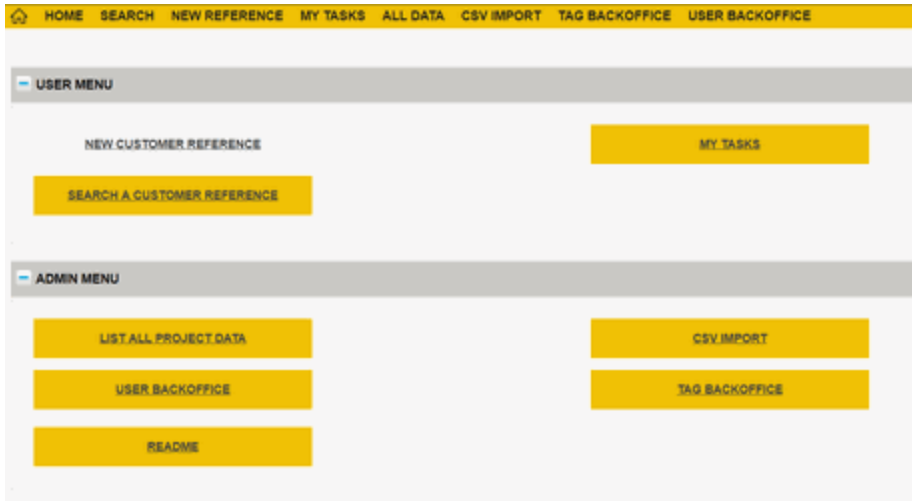 HOME SEARCH NEW REFERENCE MY TASKS ALL DATA CSV IMPORT TAG BACKOFFICE USER BACKOFFICE
USER MENU
NEW CUSTOMER REFERENCE MY TASKS
SEARCH A CUSTOMER REFERENCE
ADMIN MENU
LIST ALL PROJECT DATA CSV IMPORT
USER BACKOFFICE TAG BACKOFFICE
README